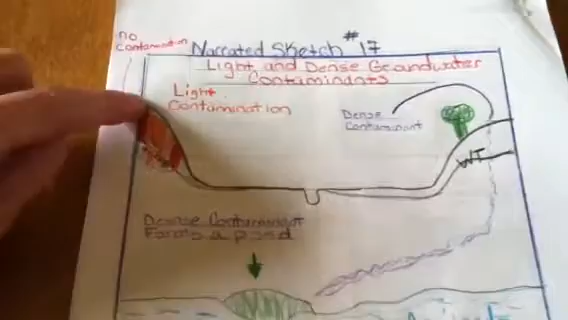 no
contamination
Narrated Sketch #17
Light and Dense Groundwater
Contaminants
Light
Contamination
Dense
Contaminant
WT
Dense Contaminant
Forms a pond